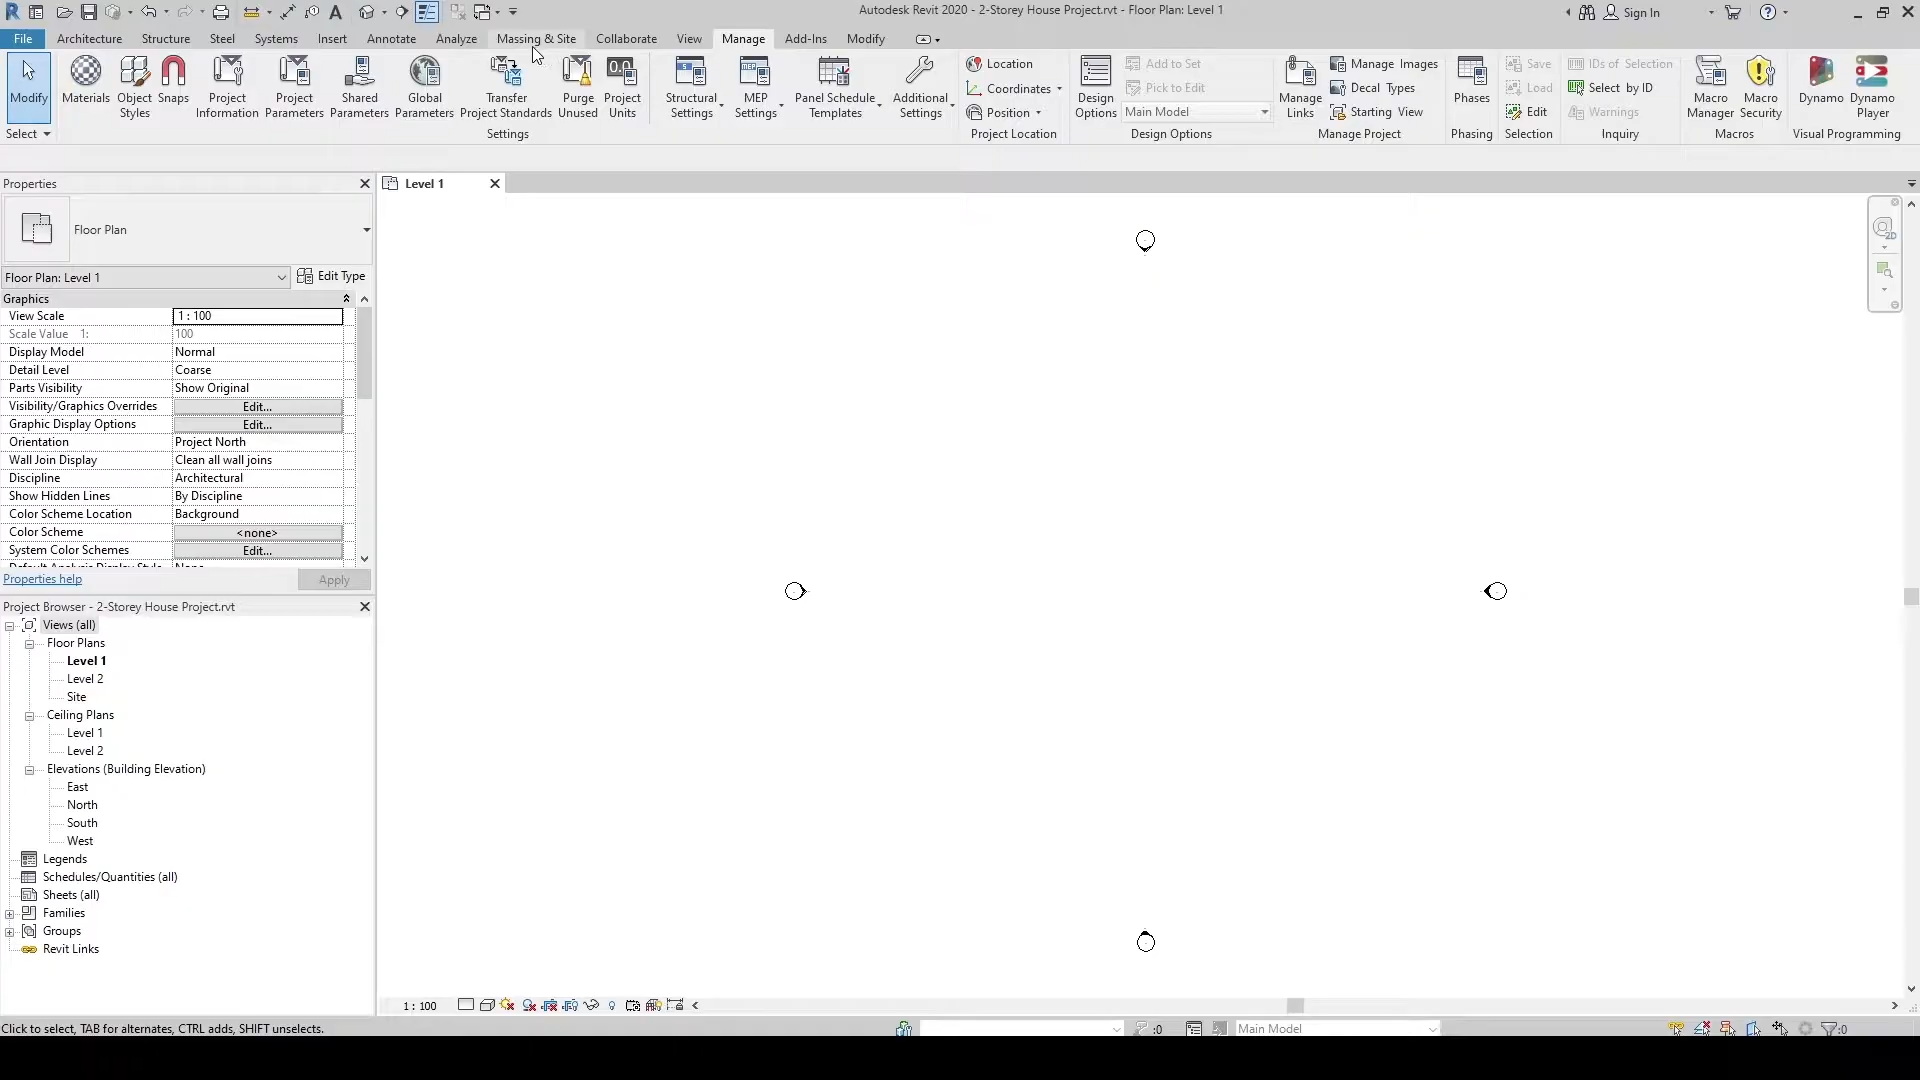 Autodesk Revit 2020 - 2-Storey House Project.rvt - Floor Plan: Level 1
Sign In
File
Architecture
Structure
Steel
Systems
Insert
Annotate
Analyze
Massing & Site
Collaborate
View
Manage
Add-Ins
Modify
Modify
Materials
Object
Styles
Snaps
Project
Information
Project
Parameters
Shared
Parameters
Global
Parameters
Transfer
Project Standards
Purge
Unused
Project
Units
Structural
Settings
MEP
Settings
Panel Schedule
Templates
Additional
Settings
Location
Coordinates
Position
Design
Options
Add to Set
Pick to Edit
Main Model
Manage
Links
Manage Images
Decal Types
Starting View
Phases
Save
Load
Edit
IDs of Selection
Select by ID
Warnings
Macro
Manager
Macro
Security
Dynamo
Dynamo
Player
Select
Settings
Project Location
Design Options
Manage Project
Phasing
Selection
Inquiry
Macros
Visual Programming
Properties
Level 1
Floor Plan
Floor Plan: Level 1
Edit Type
Graphics
View Scale 1 : 100
Scale Value 1: 100
Display Model Normal
Detail Level Coarse
Parts Visibility Show Original
Visibility/Graphics Overrides Edit...
Graphic Display Options Edit...
Orientation Project North
Wall Join Display Clean all wall joins
Discipline Architectural
Show Hidden Lines By Discipline
Color Scheme Location Background
Color Scheme <none>
System Color Schemes Edit...
Properties help
Apply
Project Browser - 2-Storey House Project.rvt
Views (all)
Floor Plans
Level 1
Level 2
Site
Ceiling Plans
Level 1
Level 2
Elevations (Building Elevation)
East
North
South
West
Legends
Schedules/Quantities (all)
Sheets (all)
Families
Groups
Revit Links
1 : 100
Click to select, TAB for alternates, CTRL adds, SHIFT unselects.
:0
Main Model
:0